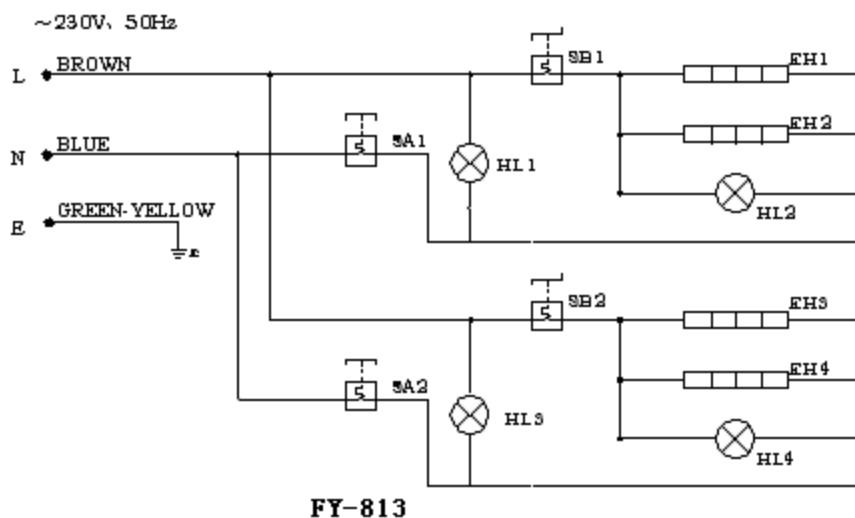 ~230V、50Hz
L BROWN
SB1
EH1
EH2
N BLUE
SA1
HL1
HL2
E GREEN-YELLOW
SB2
EH3
EH4
SA2
HL3
HL4
FY-813